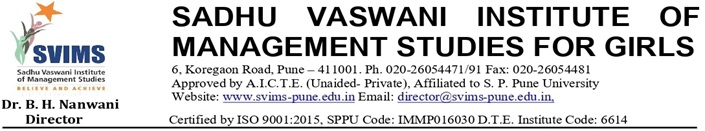 SADHU VASWANI INSTITUTE OF
MANAGEMENT STUDIES FOR GIRLS
SVIMS
Sadhu Vaswani Institute
of Management Studies
BELIEVE AND ACHIEVE
Dr. B. H. Nanwani
Director
6, Koregaon Road, Pune – 411001. Ph. 020-26054471/91 Fax: 020-26054481
Approved by A.I.C.T.E. (Unaided- Private), Affiliated to S. P. Pune University
Website: www.svims-pune.edu.in Email: director@svims-pune.edu.in,
Certified by ISO 9001:2015, SPPU Code: IMMP016030 D.T.E. Institute Code: 6614